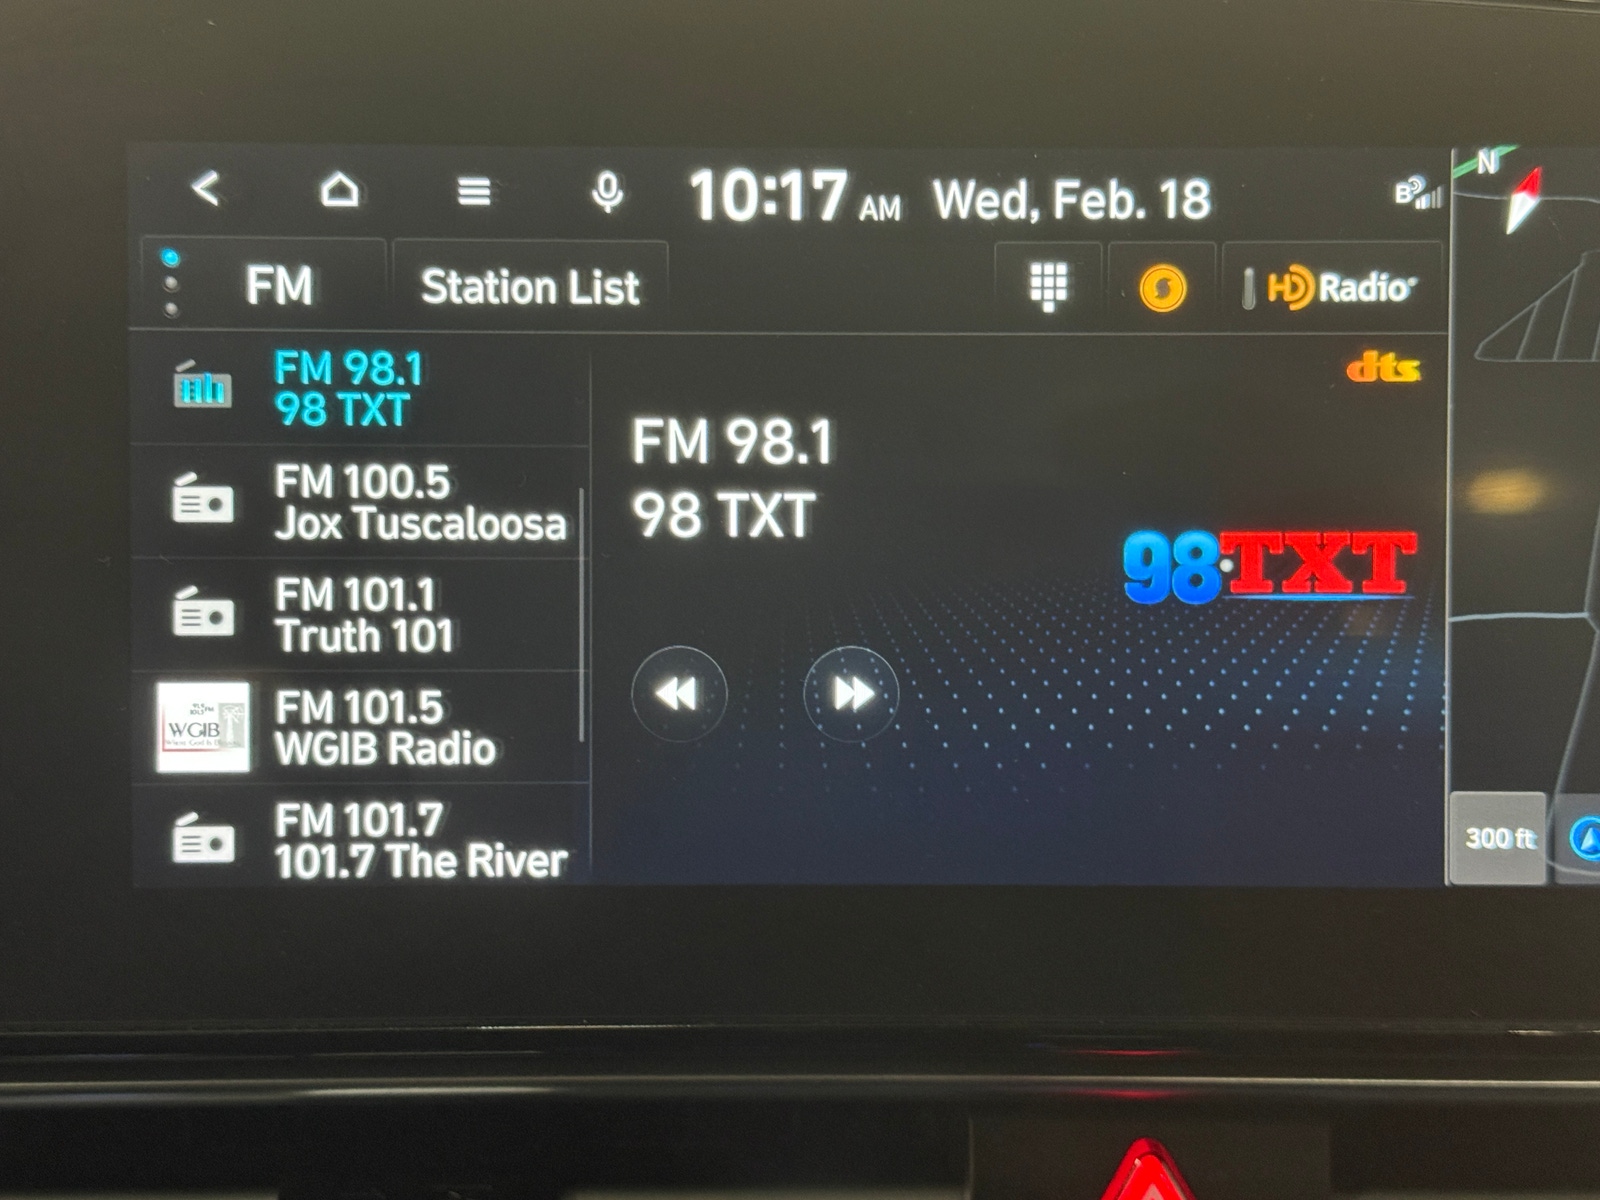 10:17 AM Wed, Feb. 18
B
N
FM
Station List
HD Radio
FM 98.1
98 TXT
FM 100.5
Jox Tuscaloosa
FM 101.1
Truth 101
WGIB
FM 101.5
WGIB Radio
FM 101.7
101.7 The River
dts
FM 98.1
98 TXT
98·TXT
300 ft